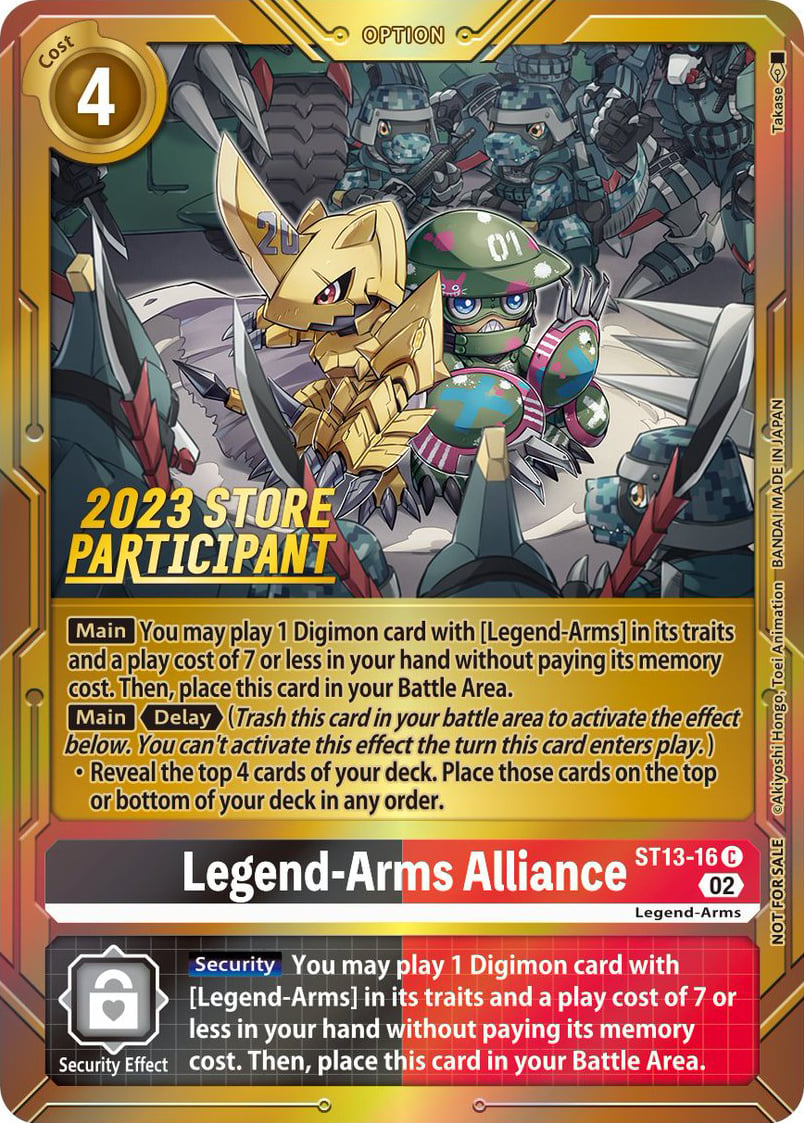 OPTION
Cost
4
Takase
20
01
2023 STORE
PARTICIPANT
Main You may play 1 Digimon card with [Legend-Arms] in its traits
and a play cost of 7 or less in your hand without paying its memory
cost. Then, place this card in your Battle Area.
Main Delay (Trash this card in your battle area to activate the effect
below. You can't activate this effect the turn this card enters play.)
• Reveal the top 4 cards of your deck. Place those cards on the top
or bottom of your deck in any order.
©Akiyoshi Hongo, Toei Animation BANDAI MADE IN JAPAN
NOT FOR SALE
Legend-Arms Alliance
ST13-16 C
02
Legend-Arms
Security You may play 1 Digimon card with
[Legend-Arms] in its traits and a play cost of 7 or
less in your hand without paying its memory
cost. Then, place this card in your Battle Area.
Security Effect